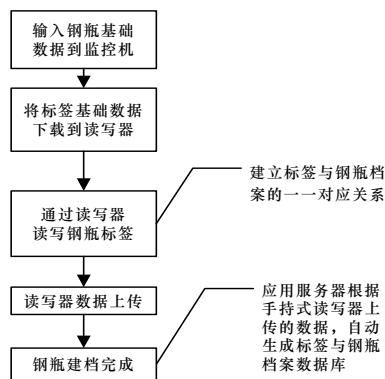 输入钢瓶基础
数据到监控机
将标签基础数据
下载到读写器
通过读写器
读写钢瓶标签
建立标签与钢瓶档
案的一一对应关系
读写器数据上传
钢瓶建档完成
应用服务器根据
手持式读写器上
传的数据，自动
生成标签与钢瓶
档案数据库